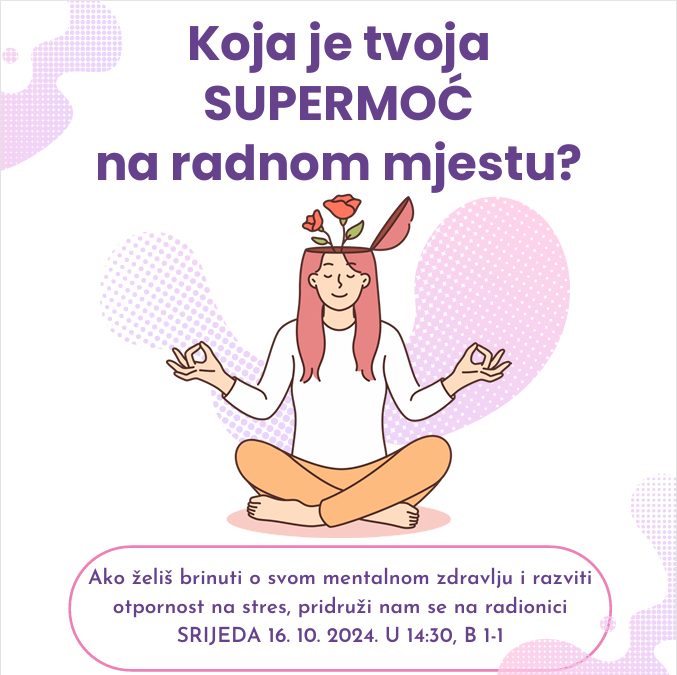 Koja je tvoja
SUPERMOĆ
na radnom mjestu?
Ako želiš brinuti o svom mentalnom zdravlju i razviti
otpornost na stres, pridruži nam se na radionici
SRIJEDA 16. 10. 2024. U 14:30, B 1-1